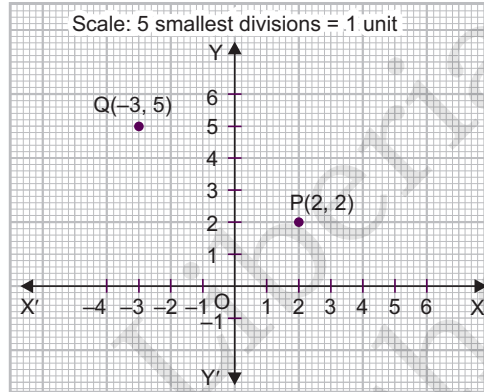 Scale: 5 smallest divisions = 1 unit
Y
6
Q(–3, 5)
5
4
3
P(2, 2)
2
1
X′ –4 –3 –2 –1 O 1 2 3 4 5 6 X
–1
Y′